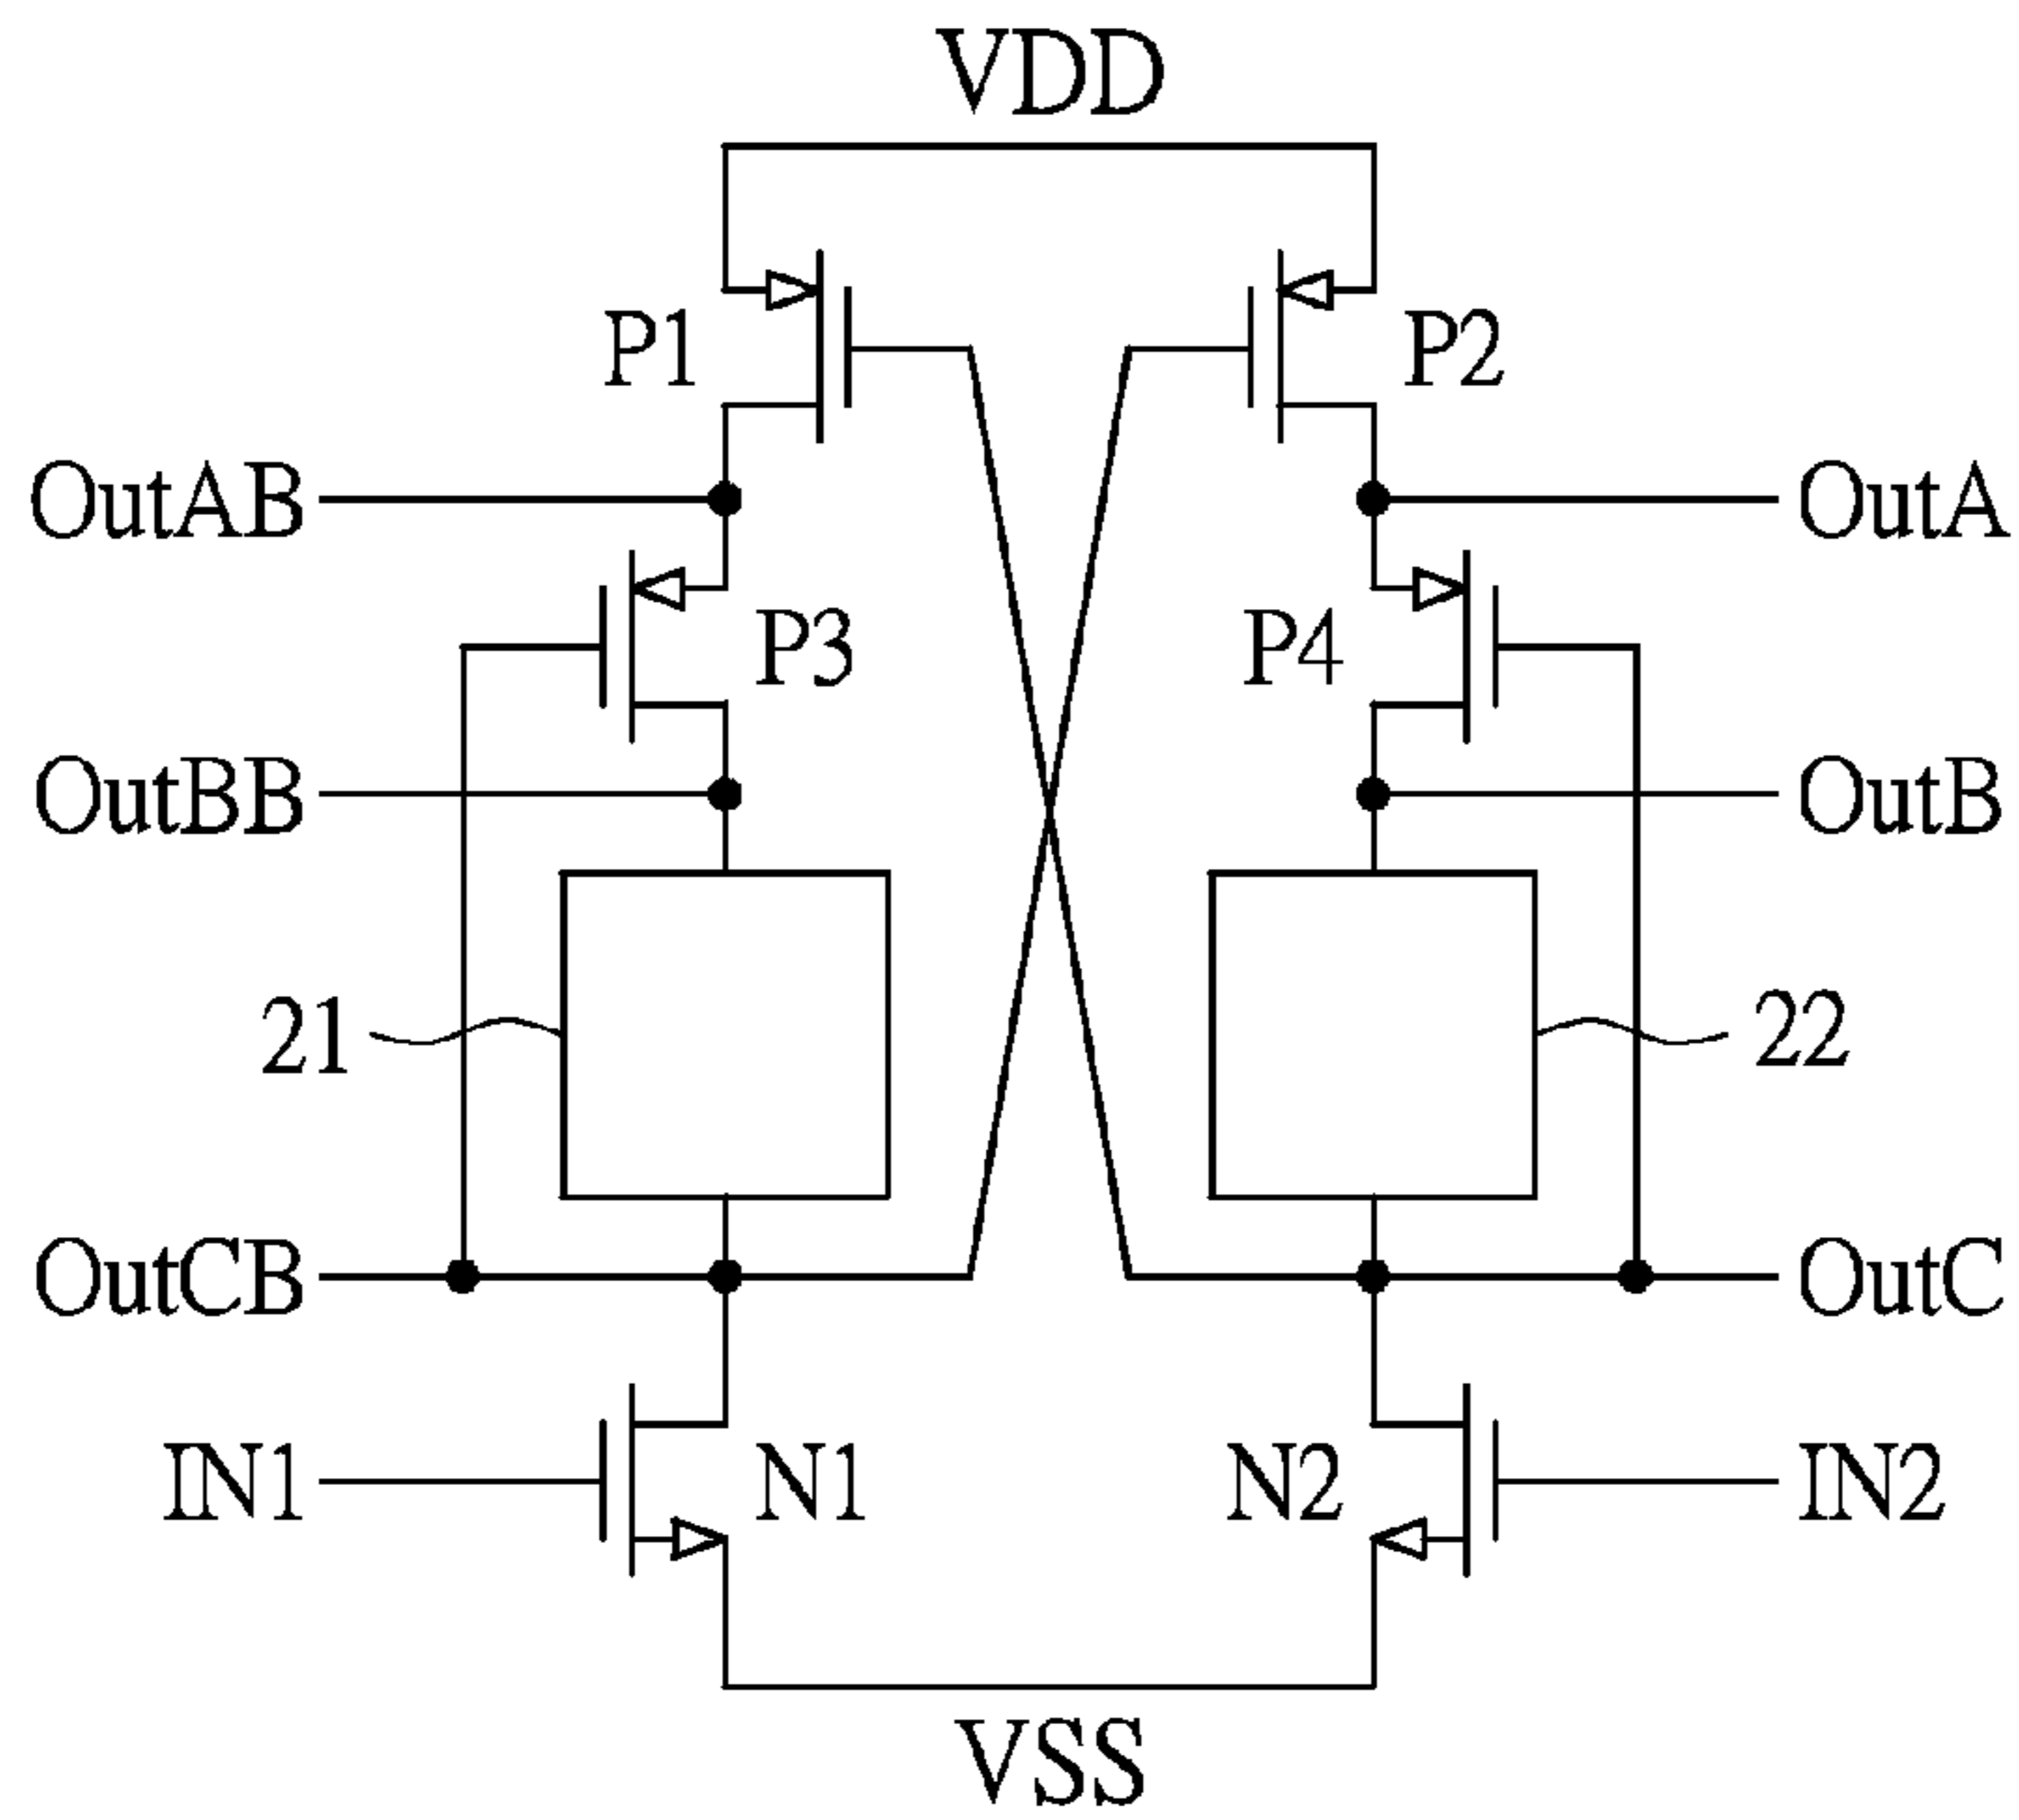 VDD
P1
P2
OutAB
OutA
P3
P4
OutBB
OutB
21
22
OutCB
OutC
IN1
N1
N2
IN2
VSS